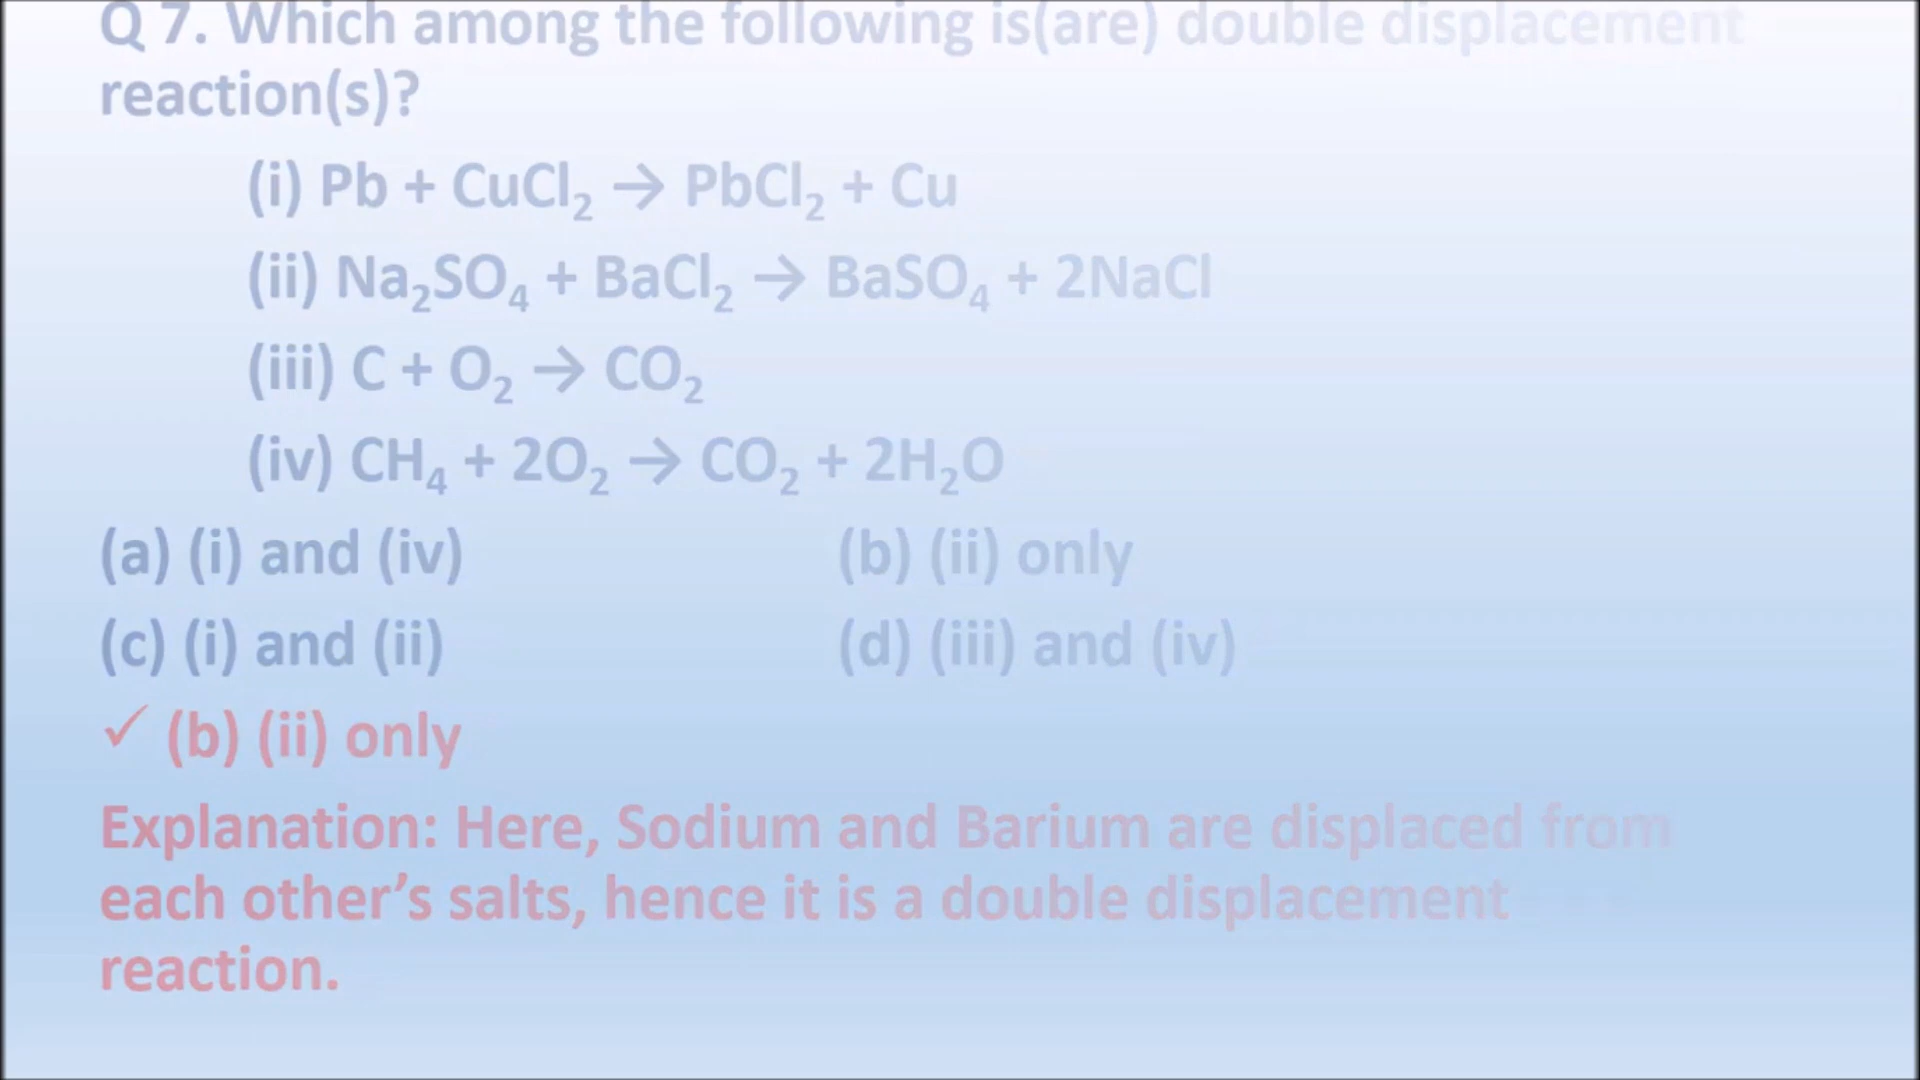 Q 7. Which among the following is(are) double displacement
reaction(s)?
(i) Pb + CuCl₂ → PbCl₂ + Cu
(ii) Na₂SO₄ + BaCl₂ → BaSO₄ + 2NaCl
(iii) C + O₂ → CO₂
(iv) CH₄ + 2O₂ → CO₂ + 2H₂O
(a) (i) and (iv) (b) (ii) only
(c) (i) and (ii) (d) (iii) and (iv)
✓ (b) (ii) only
Explanation: Here, Sodium and Barium are displaced from
each other’s salts, hence it is a double displacement
reaction.